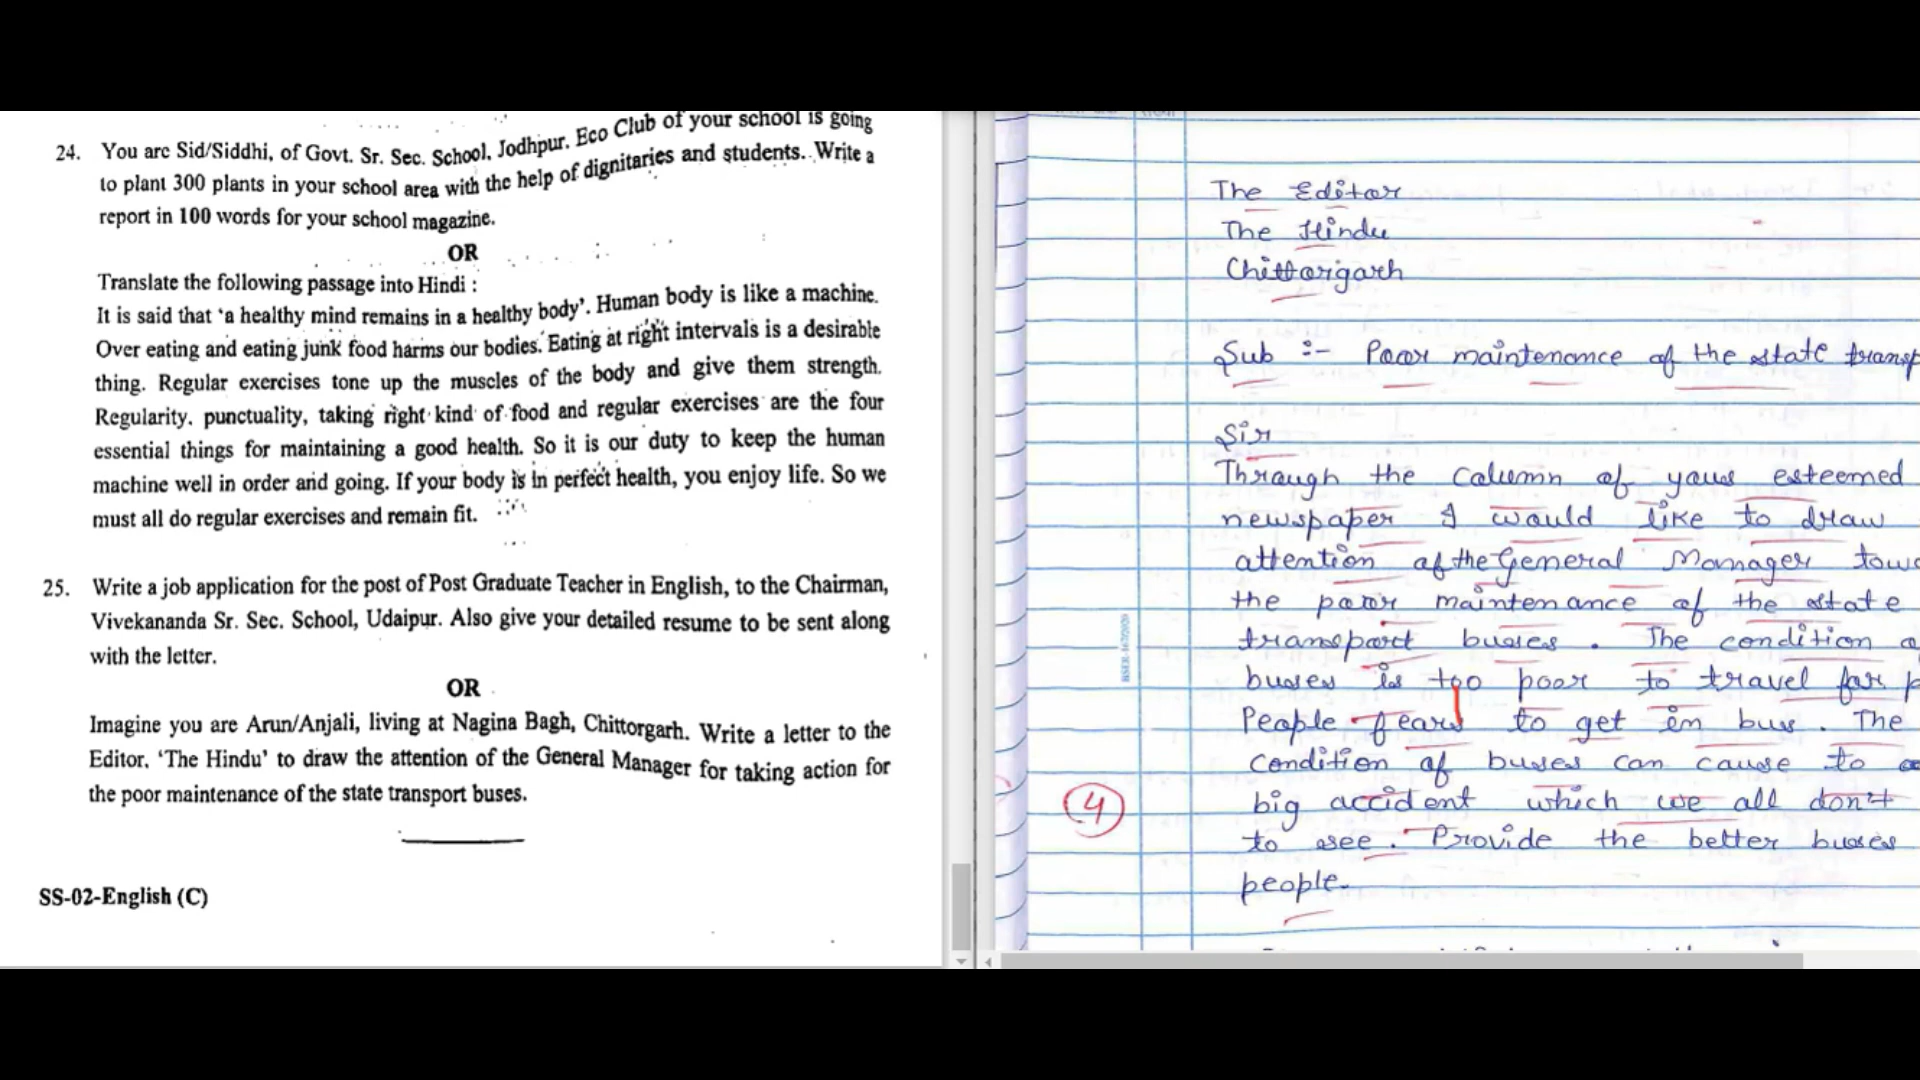 24. You are Sid/Siddhi, of Govt. Sr. Sec. School, Jodhpur. Eco Club of your school is going
to plant 300 plants in your school area with the help of dignitaries and students. Write a
report in 100 words for your school magazine.
OR
Translate the following passage into Hindi :
It is said that ‘a healthy mind remains in a healthy body’. Human body is like a machine.
Over eating and eating junk food harms our bodies. Eating at right intervals is a desirable
thing. Regular exercises tone up the muscles of the body and give them strength.
Regularity, punctuality, taking right kind of food and regular exercises are the four
essential things for maintaining a good health. So it is our duty to keep the human
machine well in order and going. If your body is in perfect health, you enjoy life. So we
must all do regular exercises and remain fit.
25. Write a job application for the post of Post Graduate Teacher in English, to the Chairman,
Vivekananda Sr. Sec. School, Udaipur. Also give your detailed resume to be sent along
with the letter.
OR
Imagine you are Arun/Anjali, living at Nagina Bagh, Chittorgarh. Write a letter to the
Editor, ‘The Hindu’ to draw the attention of the General Manager for taking action for
the poor maintenance of the state transport buses.
SS-02-English (C)
The Editor
The Hindu
Chittorgarh
Sub :- Poor maintenance of the state transp
Sir
Through the column of your esteemed
newspaper I would like to draw
attention of the General Manager towa
the poor maintenance of the state
transport buses. The condition o
buses is too poor to travel for p
People fears to get in bus. The
condition of buses can cause to a
4
big accident which we all don't
to see. Provide the better buses
people.